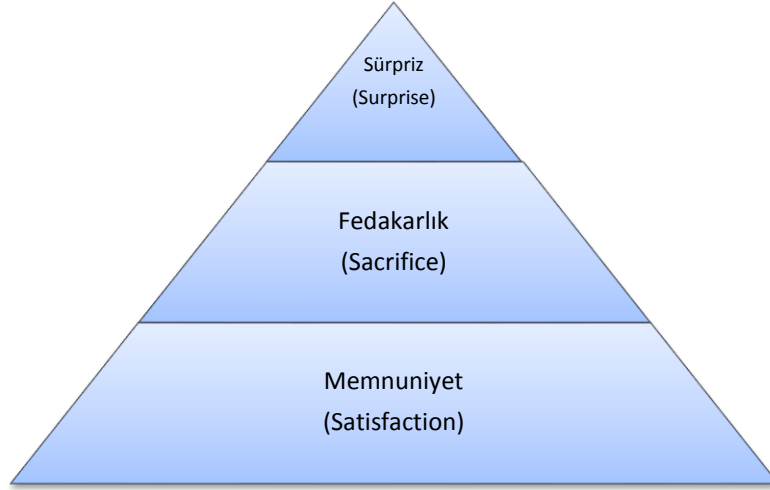 Sürpriz
(Surprise)
Fedakarlık
(Sacrifice)
Memnuniyet
(Satisfaction)